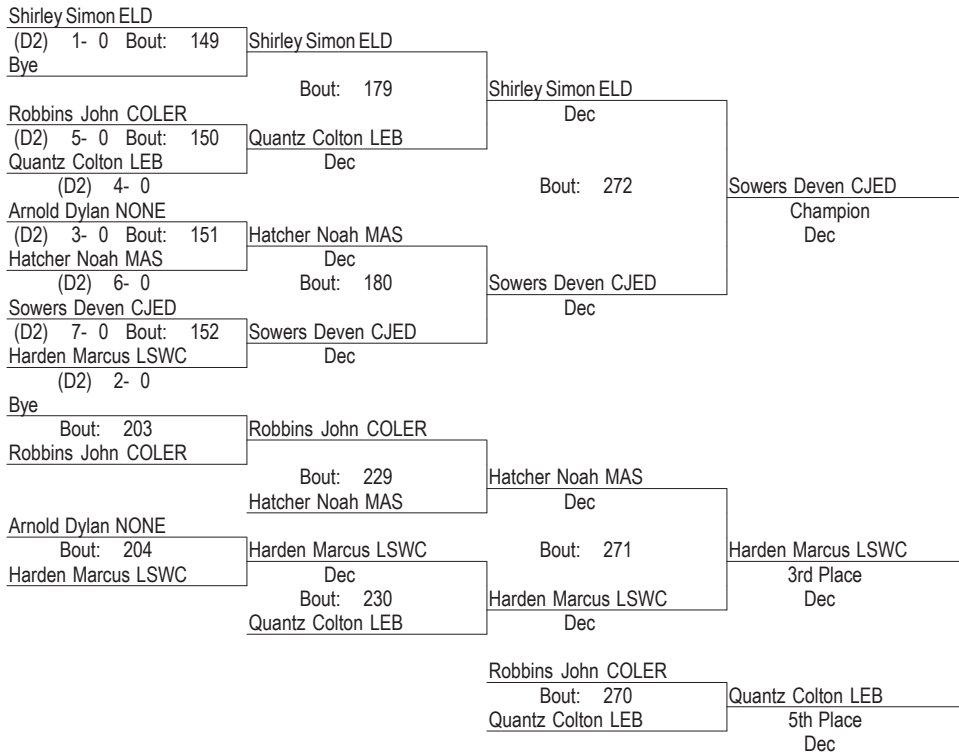 Shirley Simon ELD
(D2) 1- 0 Bout: 149 Shirley Simon ELD
Bye
Bout: 179 Shirley Simon ELD
Robbins John COLER Dec
(D2) 5- 0 Bout: 150 Quantz Colton LEB
Quantz Colton LEB Dec
(D2) 4- 0 Bout: 272 Sowers Deven CJED
Arnold Dylan NONE Champion
(D2) 3- 0 Bout: 151 Hatcher Noah MAS Dec
Hatcher Noah MAS Dec
(D2) 6- 0 Bout: 180 Sowers Deven CJED
Sowers Deven CJED Dec
(D2) 7- 0 Bout: 152 Sowers Deven CJED
Harden Marcus LSWC Dec
(D2) 2- 0
Bye
Bout: 203 Robbins John COLER
Robbins John COLER
Bout: 229 Hatcher Noah MAS
Hatcher Noah MAS Dec
Arnold Dylan NONE
Bout: 204 Harden Marcus LSWC Bout: 271 Harden Marcus LSWC
Harden Marcus LSWC Dec 3rd Place
Bout: 230 Harden Marcus LSWC Dec
Quantz Colton LEB Dec
Robbins John COLER
Bout: 270 Quantz Colton LEB
Quantz Colton LEB 5th Place
Dec